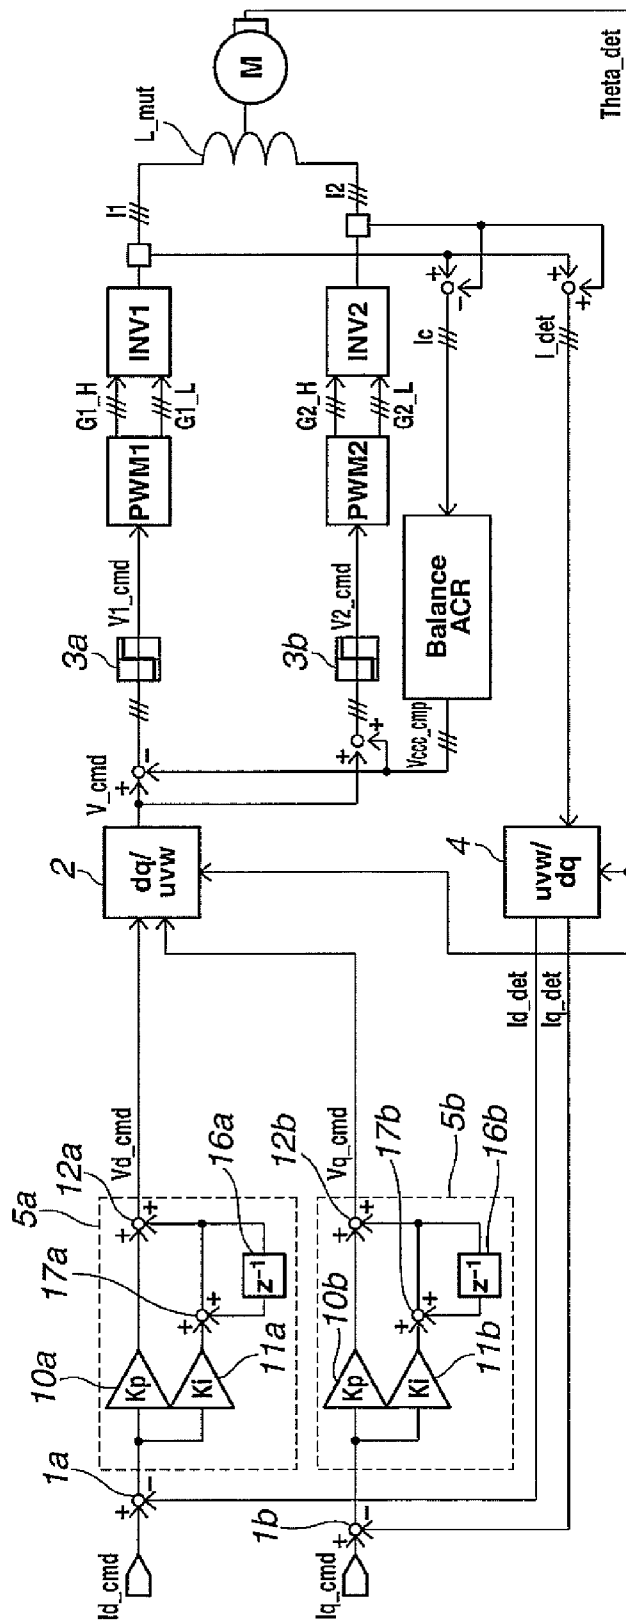 Id_cmd
1a
10a
Kp
11a
Ki
17a
5a
12a
16a
z⁻¹
Vd_cmd
Iq_cmd
1b
10b
Kp
11b
Ki
17b
12b
5b
16b
z⁻¹
Vq_cmd
2
dq/
uvw
V_cmd
3a
V1_cmd
PWM1
G1_H
G1_L
INV1
I1
L_mut
M
3b
V2_cmd
PWM2
G2_H
G2_L
INV2
I2
Vccc_cmp
Balance
ACR
Ic
Id_det
Iq_det
4
uvw/
dq
I_det
Theta_det
+
−
+
+
+
+
+
−
+
+
+
+
+
−
+
+
+
−
+
+